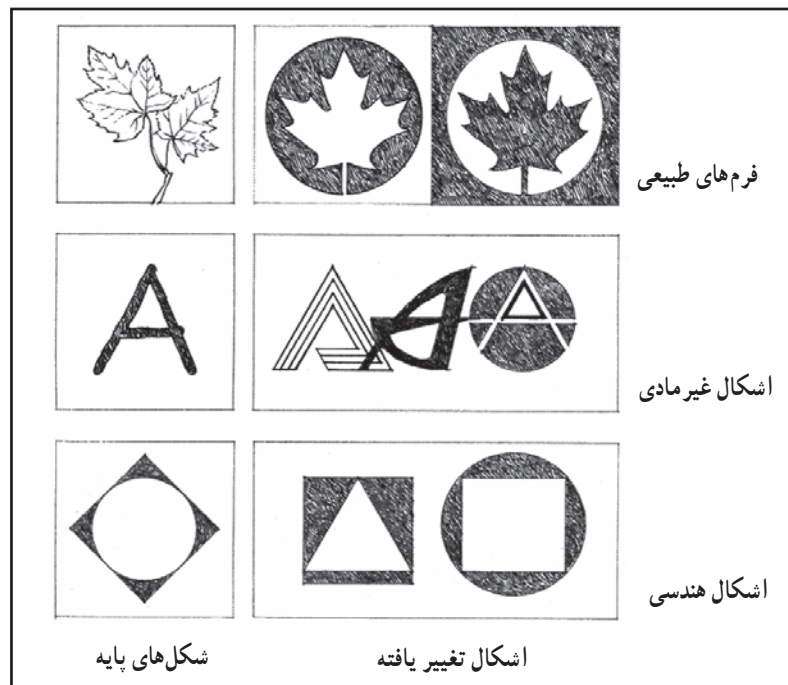 فرم‌های طبیعی
A
اشکال غیرمادی
اشکال هندسی
اشکال تغییر یافته
شکل‌های پایه